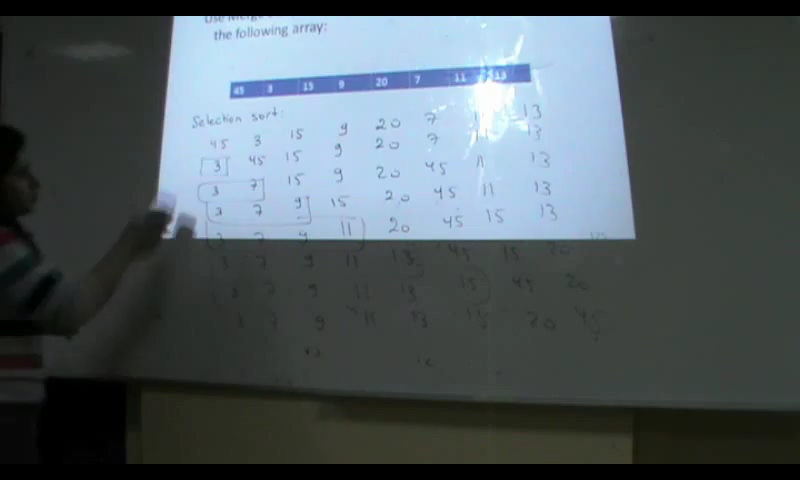 the following array:
45 3 15 9 20 7 11 13
Selection sort:
45 3 15 9 20 7 11 13
3 45 15 9 20 7 11 13
3 7 15 9 20 45 11 13
3 7 9 15 20 45 11 13
3 7 9 11 20 45 15 13
3 7 9 11 13 45 15 20
3 7 9 11 13 15 45 20
3 7 9 11 13 15 20 45